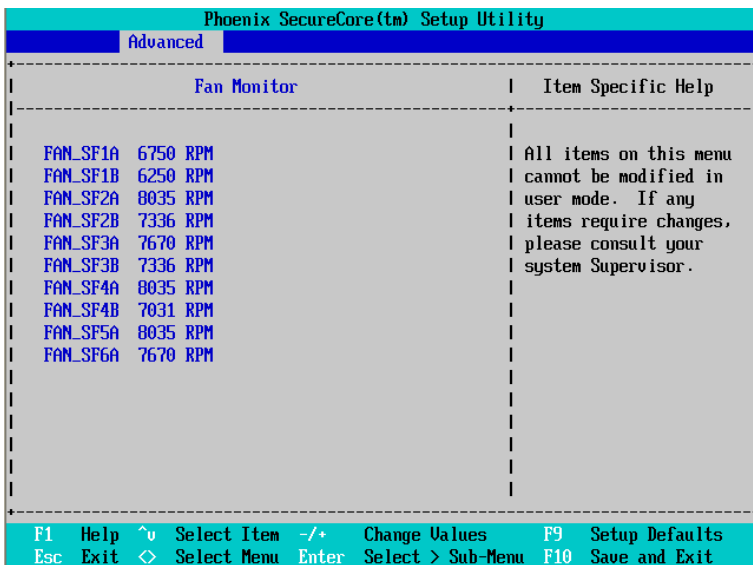 Phoenix SecureCore(tm) Setup Utility
Advanced
Fan Monitor
Item Specific Help
FAN_SF1A 6750 RPM
FAN_SF1B 6250 RPM
FAN_SF2A 8035 RPM
FAN_SF2B 7336 RPM
FAN_SF3A 7670 RPM
FAN_SF3B 7336 RPM
FAN_SF4A 8035 RPM
FAN_SF4B 7031 RPM
FAN_SF5A 8035 RPM
FAN_SF6A 7670 RPM
All items on this menu
cannot be modified in
user mode. If any
items require changes,
please consult your
system Supervisor.
F1 Help ^v Select Item -/+ Change Values F9 Setup Defaults
Esc Exit <> Select Menu Enter Select > Sub-Menu F10 Save and Exit